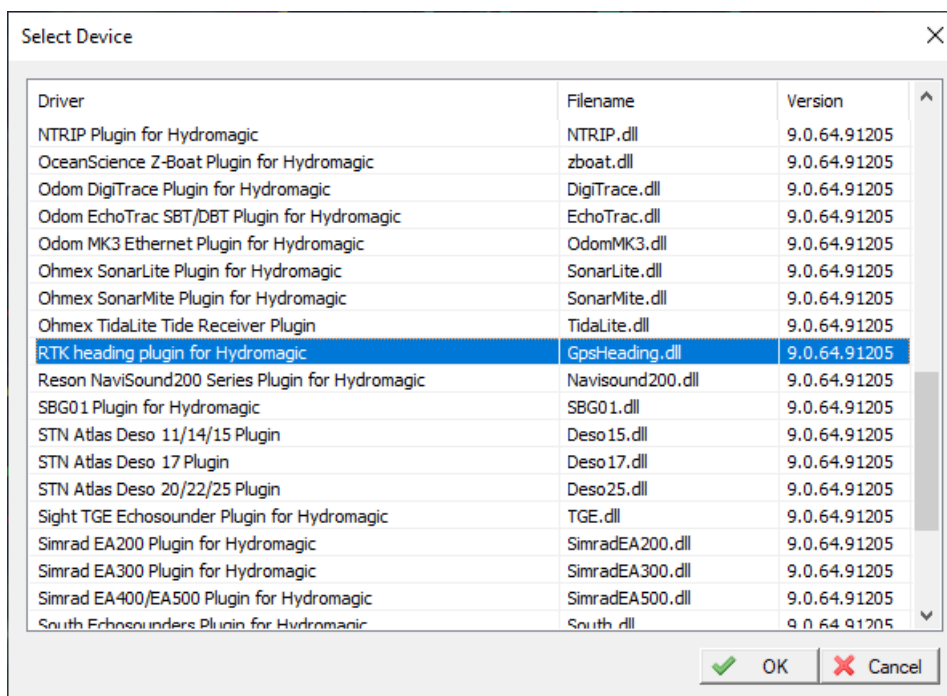 Select Device
Driver Filename Version
NTRIP Plugin for Hydromagic NTRIP.dll 9.0.64.91205
OceanScience Z-Boat Plugin for Hydromagic zboat.dll 9.0.64.91205
Odom DigiTrace Plugin for Hydromagic DigiTrace.dll 9.0.64.91205
Odom EchoTrac SBT/DBT Plugin for Hydromagic EchoTrac.dll 9.0.64.91205
Odom MK3 Ethernet Plugin for Hydromagic OdomMK3.dll 9.0.64.91205
Ohmex SonarLite Plugin for Hydromagic SonarLite.dll 9.0.64.91205
Ohmex SonarMite Plugin for Hydromagic SonarMite.dll 9.0.64.91205
Ohmex TidaLite Tide Receiver Plugin TidaLite.dll 9.0.64.91205
RTK heading plugin for Hydromagic GpsHeading.dll 9.0.64.91205
Reson NaviSound200 Series Plugin for Hydromagic Navisound200.dll 9.0.64.91205
SBG01 Plugin for Hydromagic SBG01.dll 9.0.64.91205
STN Atlas Deso 11/14/15 Plugin Deso15.dll 9.0.64.91205
STN Atlas Deso 17 Plugin Deso17.dll 9.0.64.91205
STN Atlas Deso 20/22/25 Plugin Deso25.dll 9.0.64.91205
Sight TGE Echosounder Plugin for Hydromagic TGE.dll 9.0.64.91205
Simrad EA200 Plugin for Hydromagic SimradEA200.dll 9.0.64.91205
Simrad EA300 Plugin for Hydromagic SimradEA300.dll 9.0.64.91205
Simrad EA400/EA500 Plugin for Hydromagic SimradEA500.dll 9.0.64.91205
South Echosounders Plugin for Hydromagic South.dll 9.0.64.91205
OK Cancel